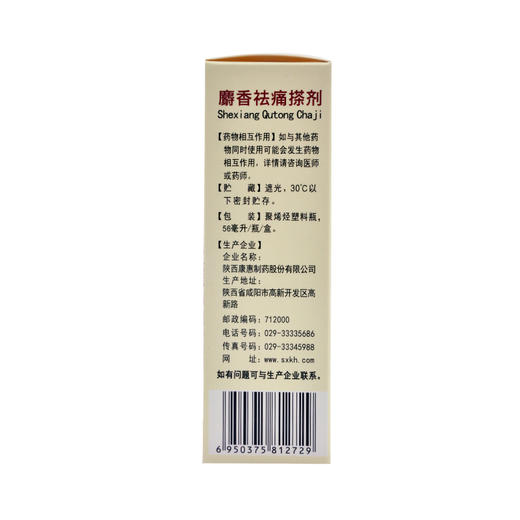 麝香祛痛搽剂
Shexiang Qutong Chaji
【药物相互作用】如与其他药
物同时使用可能会发生药物
相互作用,详情请咨询医师
或药师。
【贮　藏】遮光,30℃以
下密封贮存。
【包　装】聚烯烃塑料瓶,
56毫升/瓶/盒。
【生产企业】
企业名称:
陕西康惠制药股份有限公司
生产地址:
陕西省咸阳市高新开发区高
新路
邮政编码:712000
电话号码:029-33335686
传真号码:029-33345988
网　址:www.sxkh.com
如有问题可与生产企业联系。
6 950375 812729